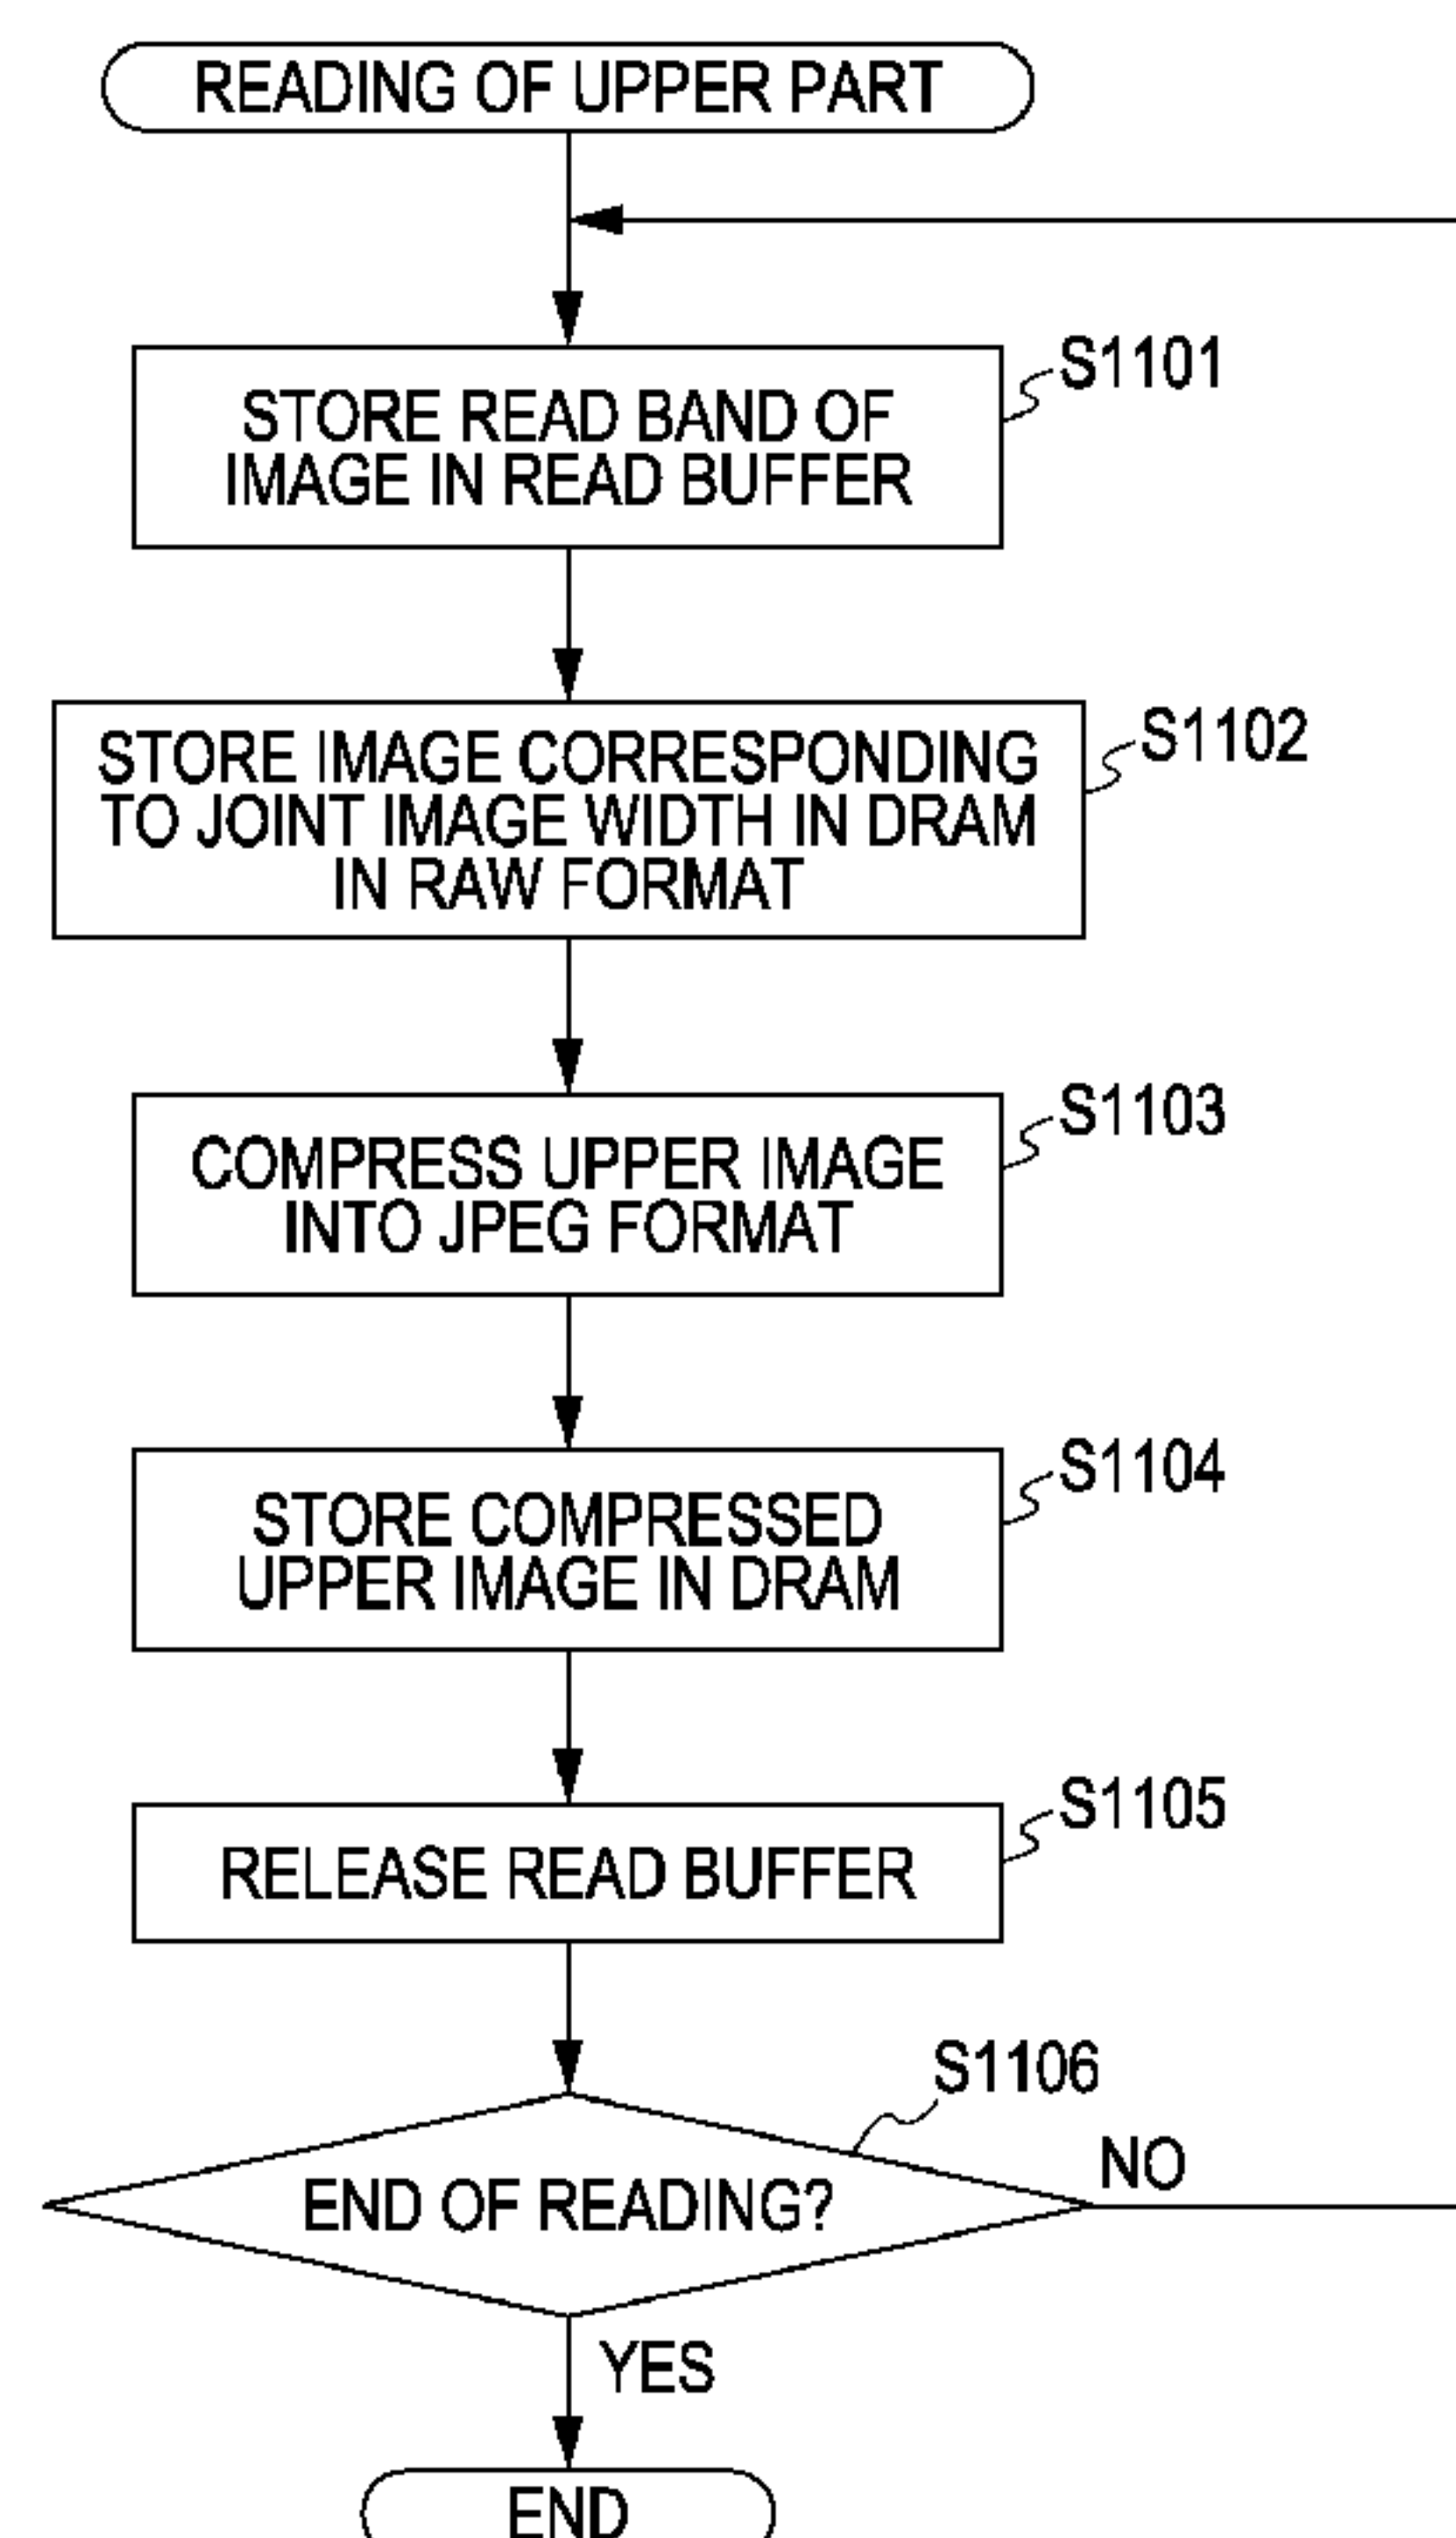 READING OF UPPER PART
S1101
STORE READ BAND OF
IMAGE IN READ BUFFER
S1102
STORE IMAGE CORRESPONDING
TO JOINT IMAGE WIDTH IN DRAM
IN RAW FORMAT
S1103
COMPRESS UPPER IMAGE
INTO JPEG FORMAT
S1104
STORE COMPRESSED
UPPER IMAGE IN DRAM
S1105
RELEASE READ BUFFER
S1106
END OF READING?
NO
YES
END